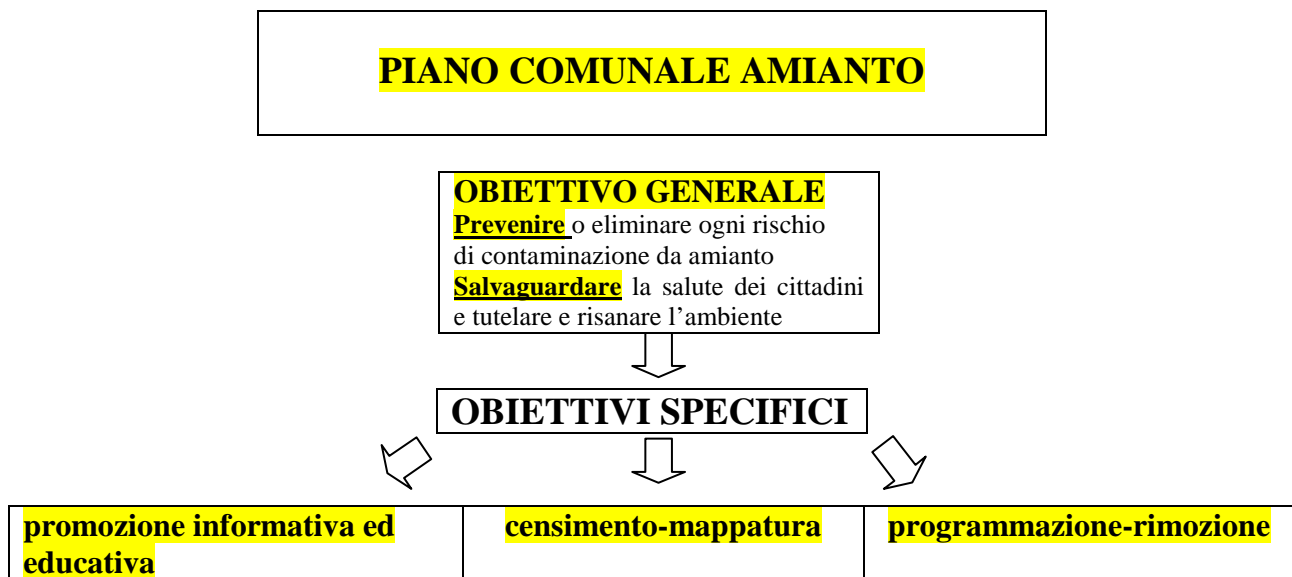 PIANO COMUNALE AMIANTO
OBIETTIVO GENERALE
Prevenire o eliminare ogni rischio
di contaminazione da amianto
Salvaguardare la salute dei cittadini
e tutelare e risanare l’ambiente
OBIETTIVI SPECIFICI
promozione informativa ed
educativa
censimento-mappatura
programmazione-rimozione